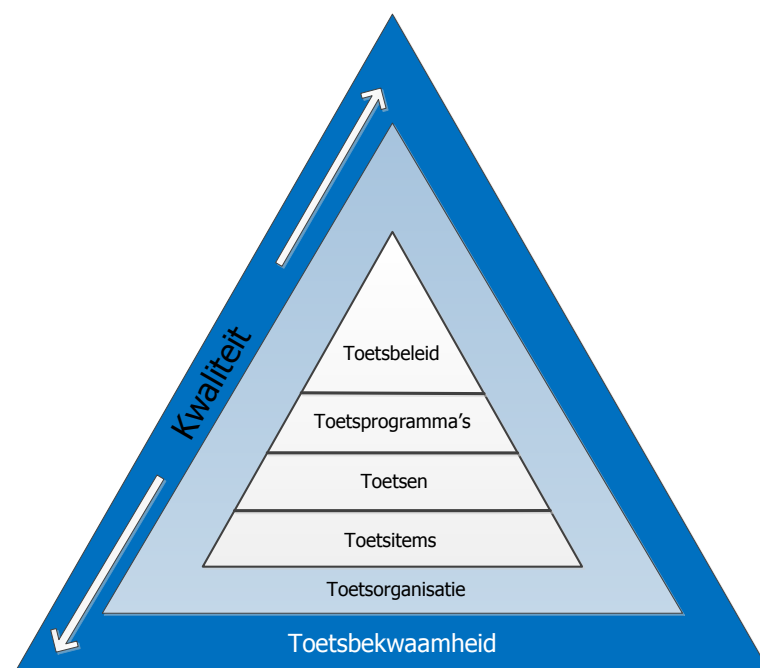 Kwaliteit
Toetsbeleid
Toetsprogramma's
Toetsen
Toetsitems
Toetsorganisatie
Toetsbekwaamheid